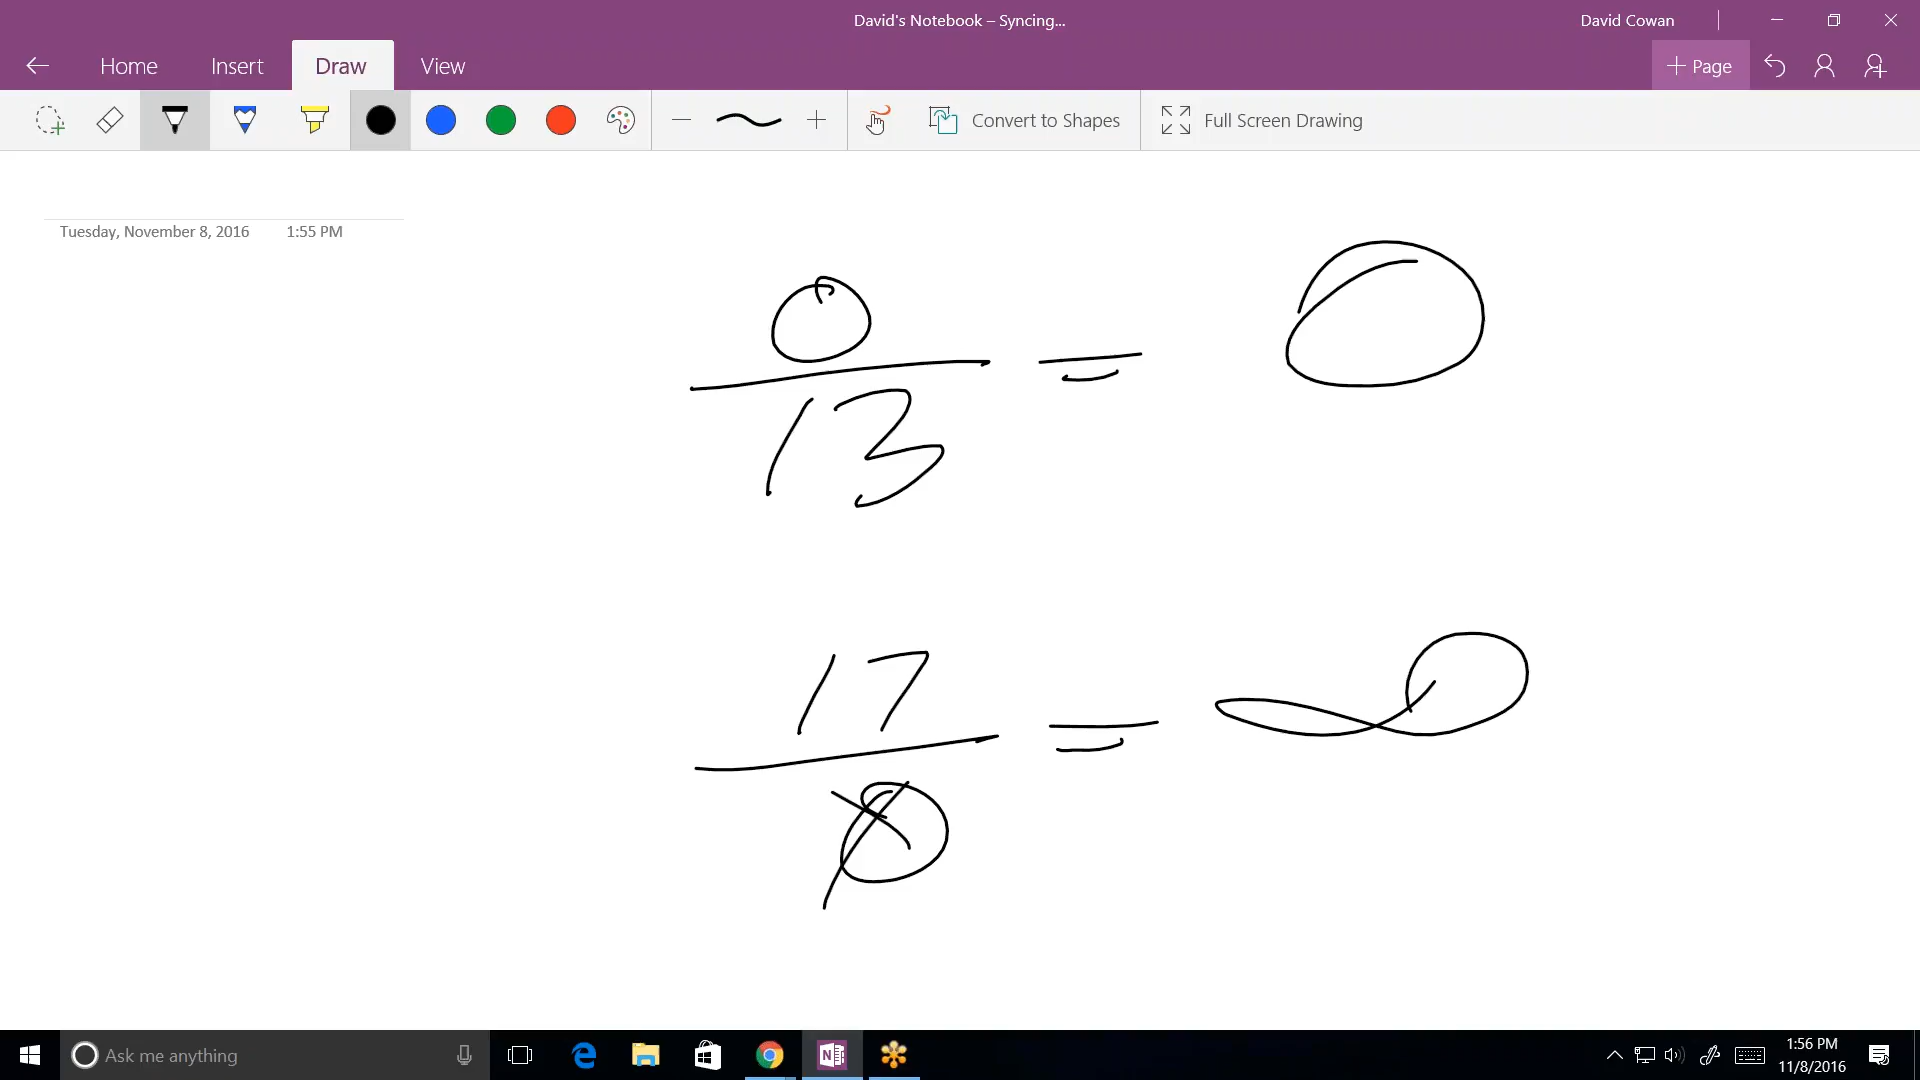 David's Notebook – Syncing...
David Cowan
Home Insert Draw View
Page
Convert to Shapes
Full Screen Drawing
Tuesday, November 8, 2016 1:55 PM
0
— = 0
13
17
— = ∞
0
Ask me anything
1:56 PM
11/8/2016